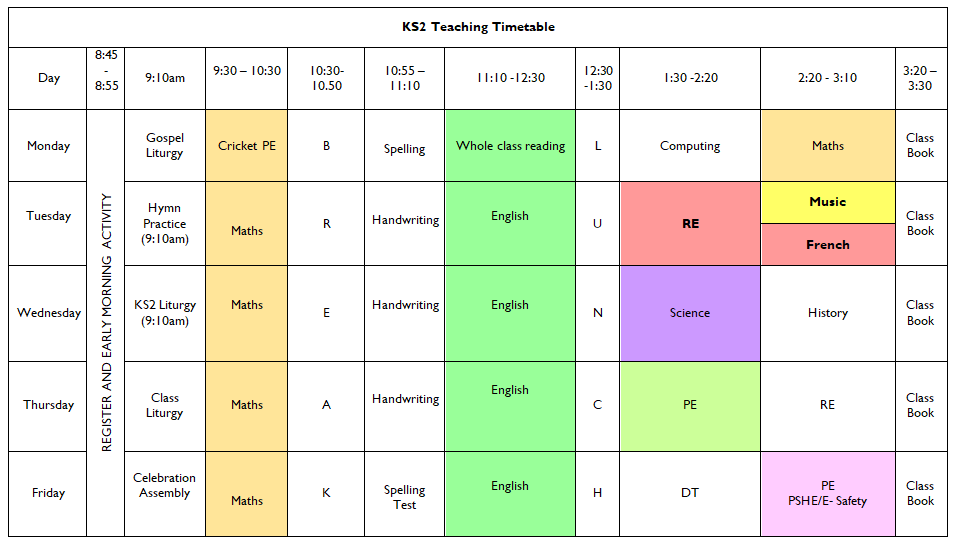 KS2 Teaching Timetable
Day
8:45
-
8:55
9:10am
9:30 – 10:30
10:30-
10.50
10:55 –
11:10
11:10 -12:30
12:30
-1:30
1:30 -2:20
2:20 - 3:10
3:20 –
3:30
REGISTER AND EARLY MORNING ACTIVITY
Monday
Gospel
Liturgy
Cricket PE
B
Spelling
Whole class reading
L
Computing
Maths
Class
Book
Tuesday
Hymn
Practice
(9:10am)
Maths
R
Handwriting
English
U
RE
Music
French
Class
Book
Wednesday
KS2 Liturgy
(9:10am)
Maths
E
Handwriting
English
N
Science
History
Class
Book
Thursday
Class
Liturgy
Maths
A
Handwriting
English
C
PE
RE
Class
Book
Friday
Celebration
Assembly
Maths
K
Spelling
Test
English
H
DT
PE
PSHE/E- Safety
Class
Book